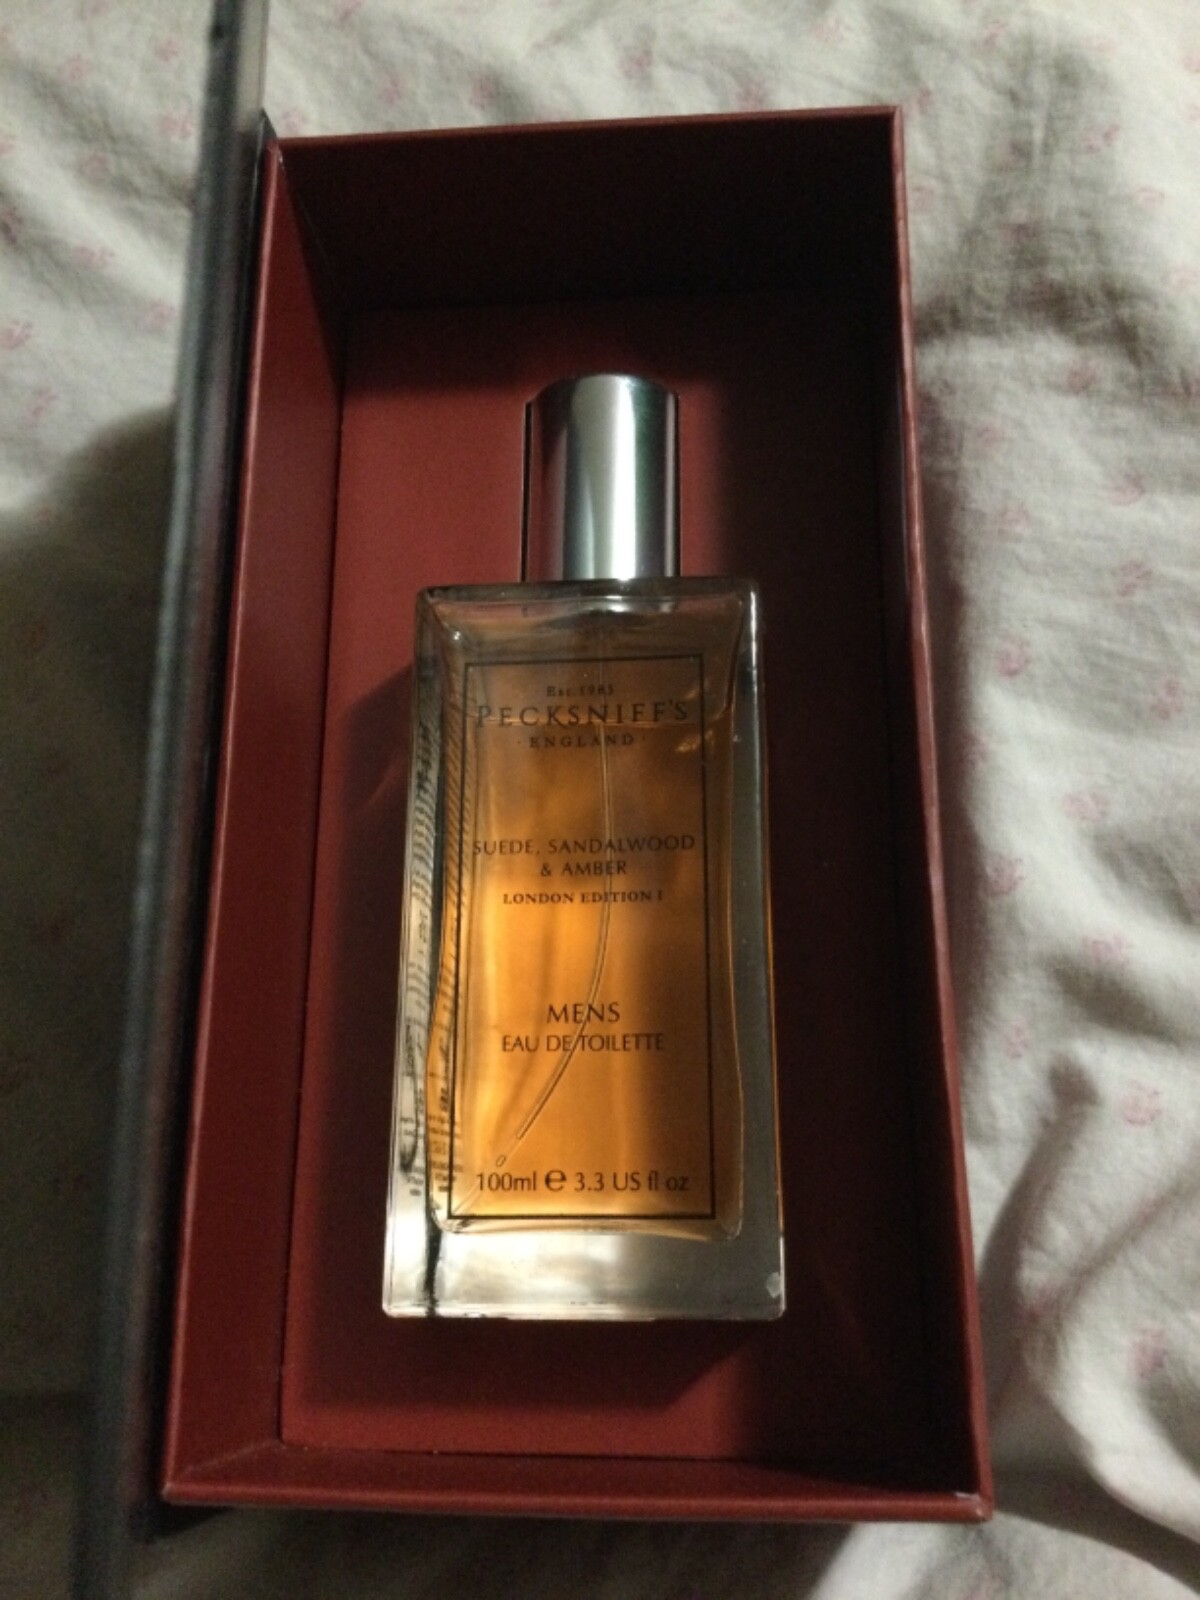 Est.1985
PECKSNIFF'S
· ENGLAND ·
SUEDE, SANDALWOOD
& AMBER
LONDON EDITION I
MENS
EAU DE TOILETTE
100ml ℮ 3.3 US fl oz